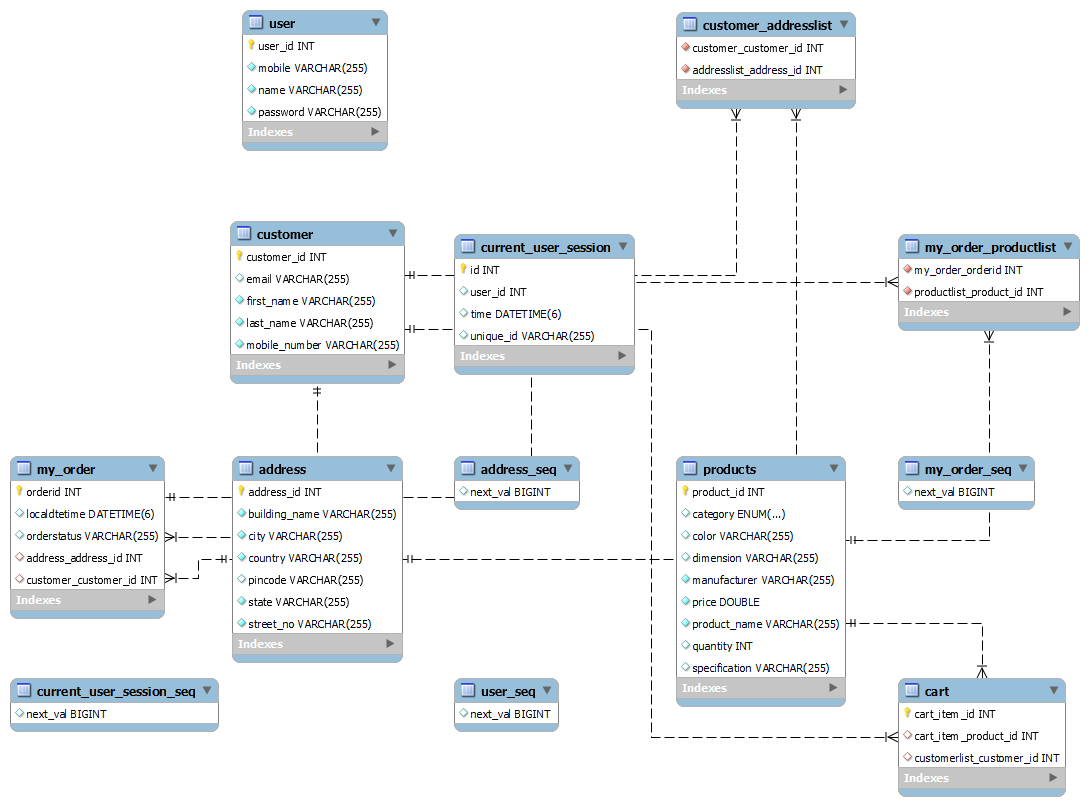 user
user_id INT
mobile VARCHAR(255)
name VARCHAR(255)
password VARCHAR(255)
Indexes
customer_addresslist
customer_customer_id INT
addresslist_address_id INT
Indexes
customer
customer_id INT
email VARCHAR(255)
first_name VARCHAR(255)
last_name VARCHAR(255)
mobile_number VARCHAR(255)
Indexes
current_user_session
id INT
user_id INT
time DATETIME(6)
unique_id VARCHAR(255)
Indexes
my_order_productlist
my_order_orderid INT
productlist_product_id INT
Indexes
my_order
orderid INT
localdtetime DATETIME(6)
orderstatus VARCHAR(255)
address_address_id INT
customer_customer_id INT
Indexes
address
address_id INT
building_name VARCHAR(255)
city VARCHAR(255)
country VARCHAR(255)
pincode VARCHAR(255)
state VARCHAR(255)
street_no VARCHAR(255)
Indexes
address_seq
next_val BIGINT
products
product_id INT
category ENUM(...)
color VARCHAR(255)
dimension VARCHAR(255)
manufacturer VARCHAR(255)
price DOUBLE
product_name VARCHAR(255)
quantity INT
specification VARCHAR(255)
Indexes
my_order_seq
next_val BIGINT
current_user_session_seq
next_val BIGINT
user_seq
next_val BIGINT
cart
cart_item_id INT
cart_item_product_id INT
customerlist_customer_id INT
Indexes